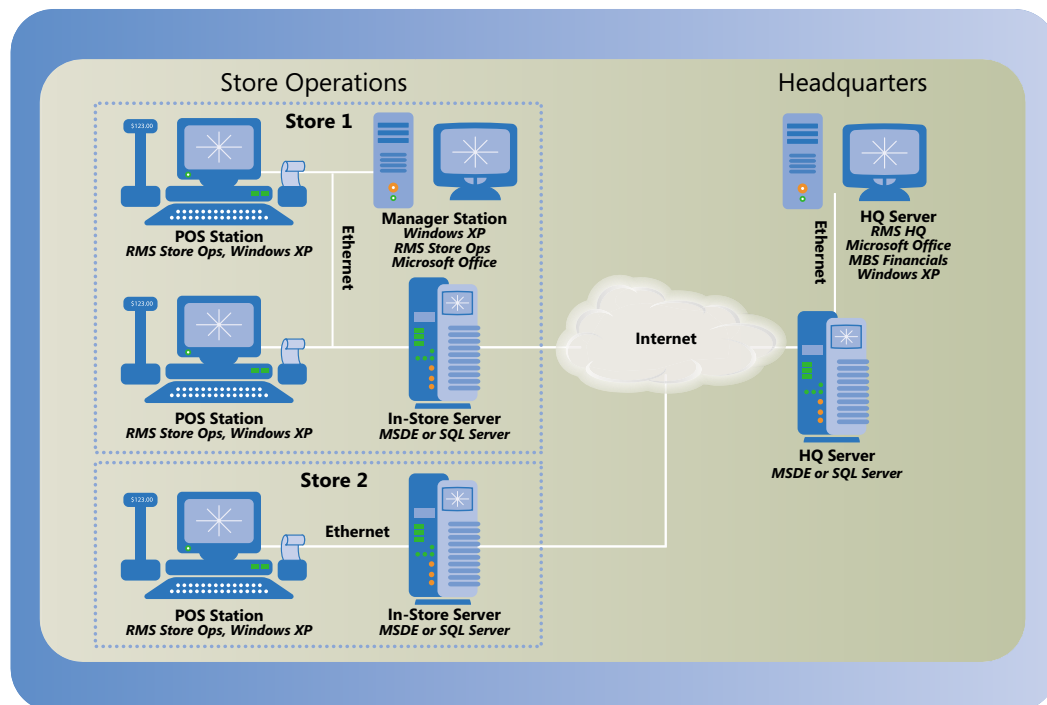 Store Operations
Headquarters
Store 1
$123.00
POS Station
RMS Store Ops, Windows XP
Ethernet
Manager Station
Windows XP
RMS Store Ops
Microsoft Office
$123.00
POS Station
RMS Store Ops, Windows XP
In-Store Server
MSDE or SQL Server
Internet
HQ Server
RMS HQ
Microsoft Office
MBS Financials
Windows XP
Ethernet
HQ Server
MSDE or SQL Server
Store 2
$123.00
POS Station
RMS Store Ops, Windows XP
Ethernet
In-Store Server
MSDE or SQL Server